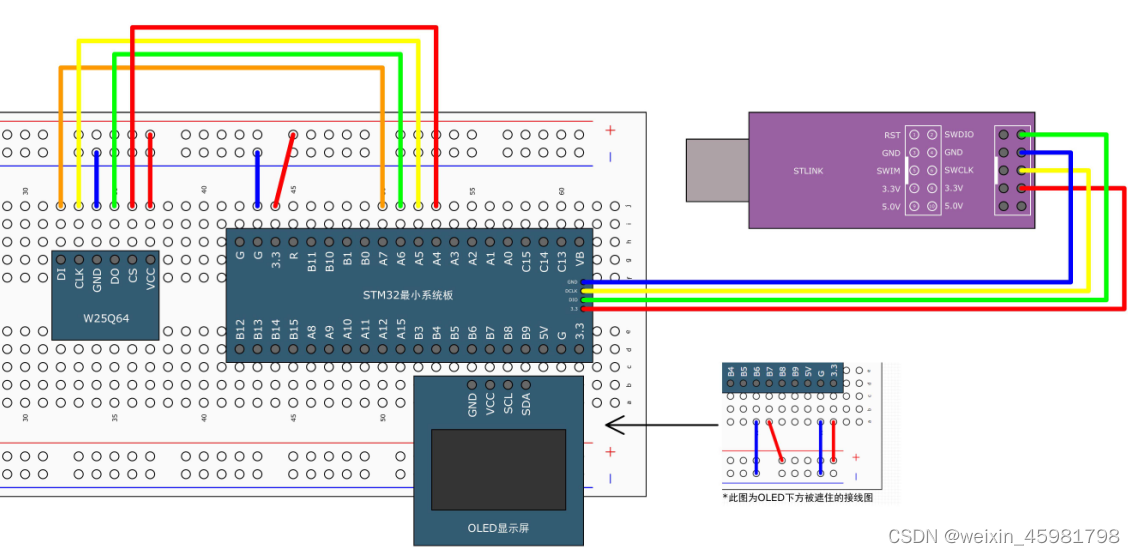 +
−
30
35
40
45
50
55
60
j
h
g
f
DI
CLK
GND
DO
CS
VCC
W25Q64
G
G
3.3
R
B11
B10
B1
B0
A7
A6
A5
A4
A3
A2
A1
A0
C15
C14
C13
VB
STM32最小系统板
GND
DCLK
DIO
3.3
B12
B13
B14
B15
A8
A9
A10
A11
A12
A15
B3
B4
B5
B6
B7
B8
B9
5V
G
3.3
e
d
c
b
a
30
35
40
45
50
+
−
GND
VCC
SCL
SDA
OLED显示屏
STLINK
RST
SWDIO
GND
GND
SWIM
SWCLK
3.3V
3.3V
5.0V
5.0V
B4
B5
B6
B7
B8
B9
5V
G
3.3
+
−
*此图为OLED下方被遮住的接线图
CSDN @weixin_45981798